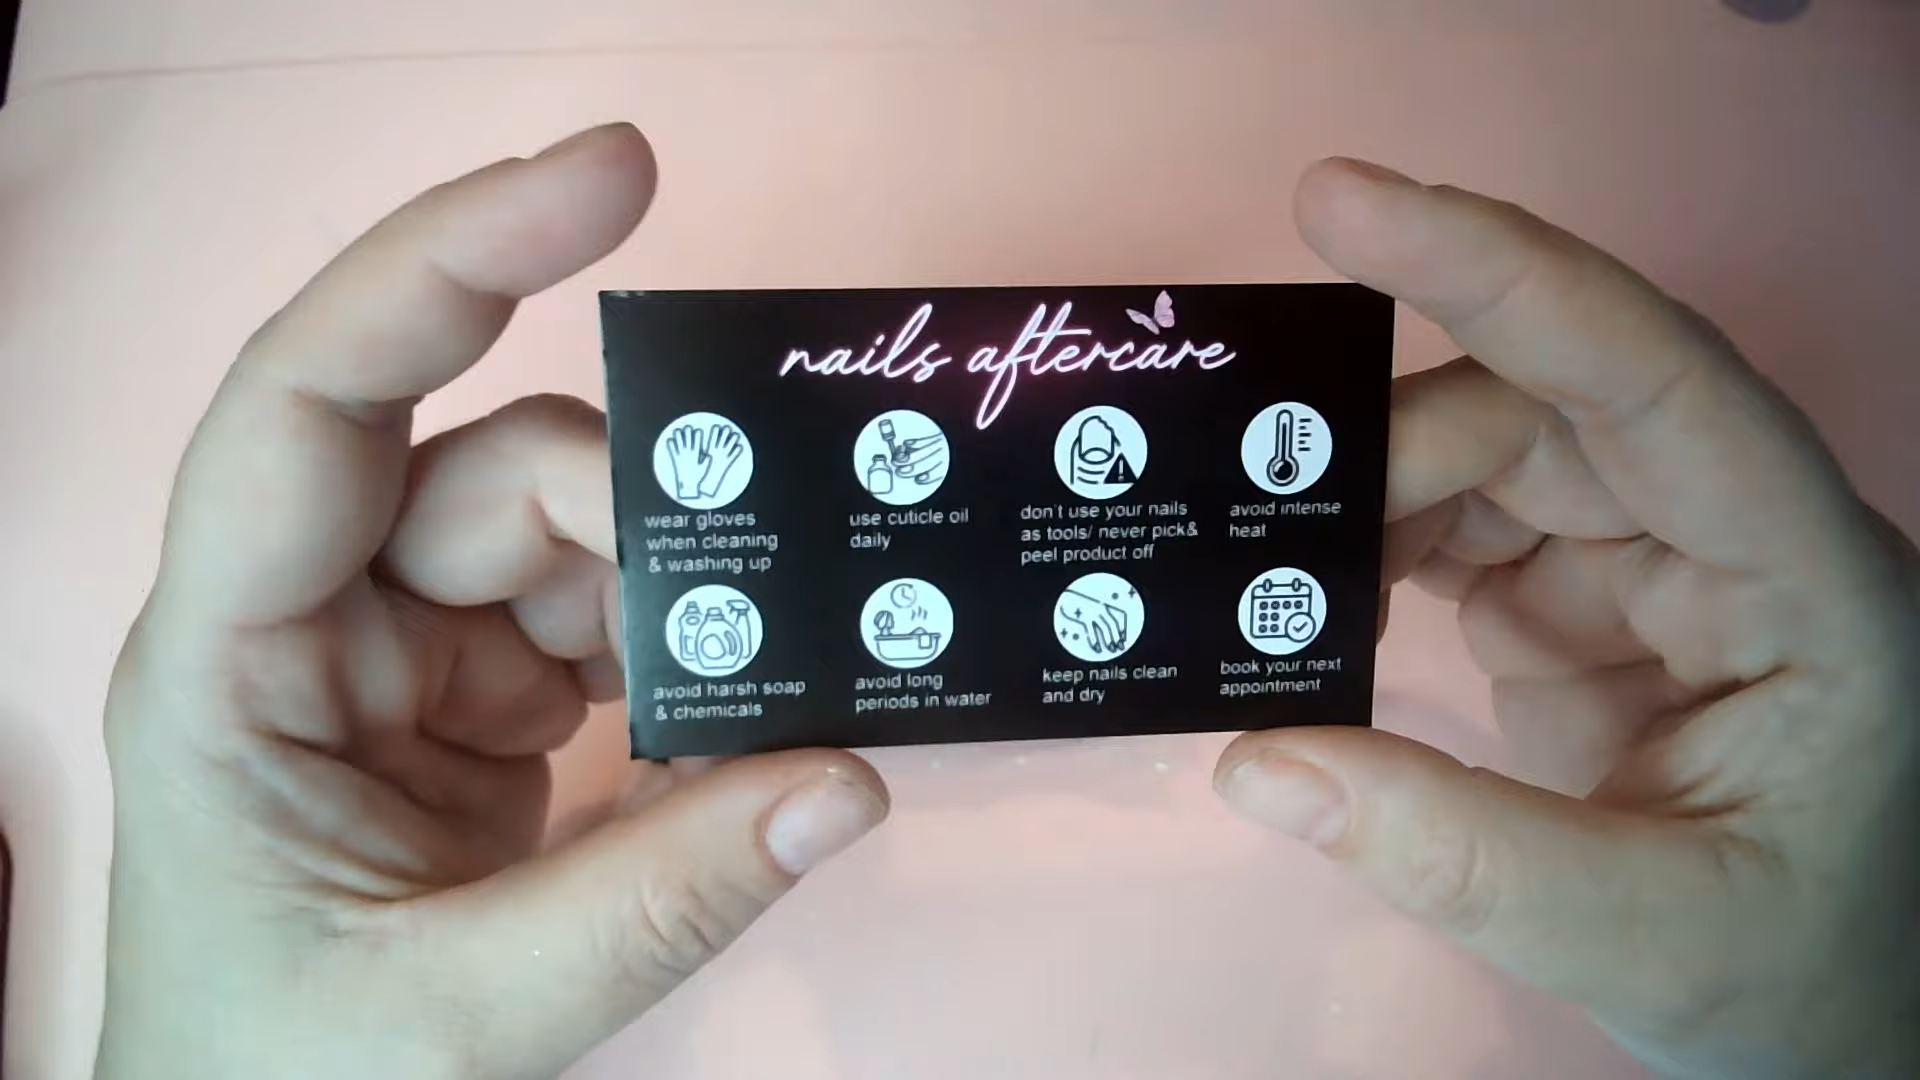 nails aftercare
wear gloves
when cleaning
& washing up
use cuticle oil
daily
don't use your nails
as tools/ never pick&
peel product off
avoid intense
heat
avoid harsh soap
& chemicals
avoid long
periods in water
keep nails clean
and dry
book your next
appointment